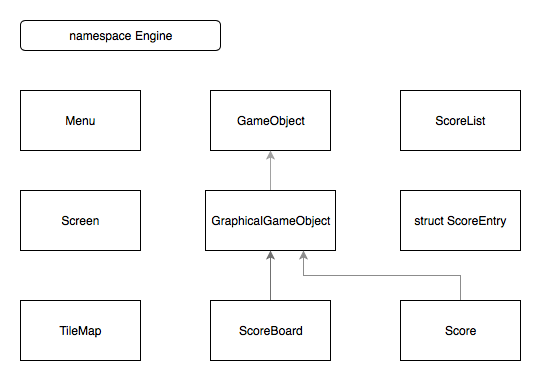 namespace Engine
Menu
GameObject
ScoreList
Screen
GraphicalGameObject
struct ScoreEntry
TileMap
ScoreBoard
Score